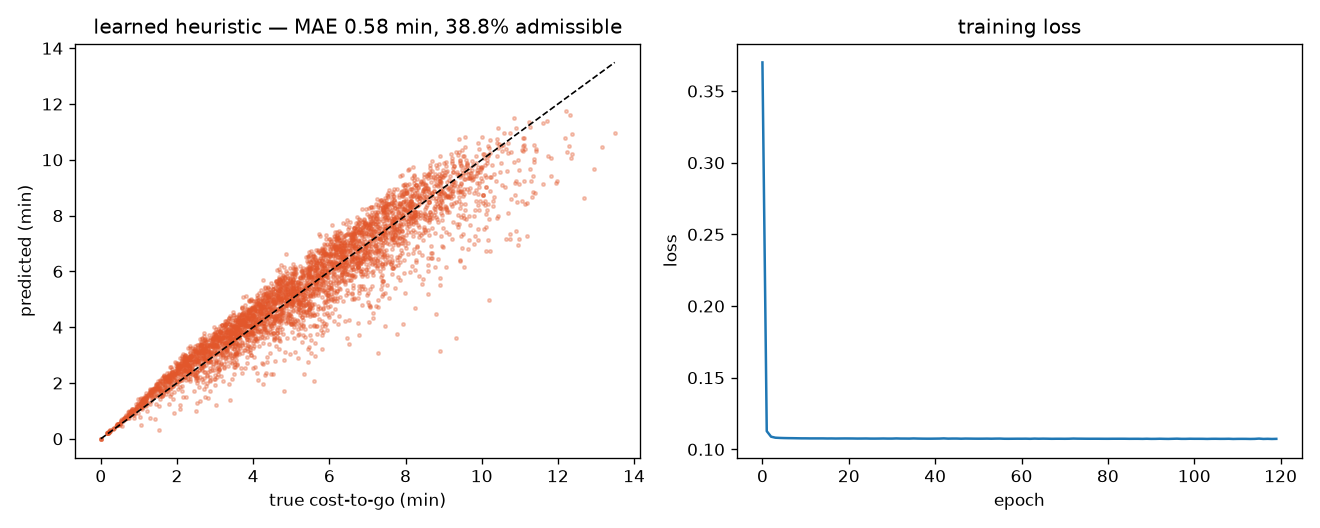 learned heuristic — MAE 0.58 min, 38.8% admissible
14
12
10
8
6
4
2
0
predicted (min)
0 2 4 6 8 10 12 14
true cost-to-go (min)
training loss
0.35
0.30
0.25
0.20
0.15
0.10
loss
0 20 40 60 80 100 120
epoch